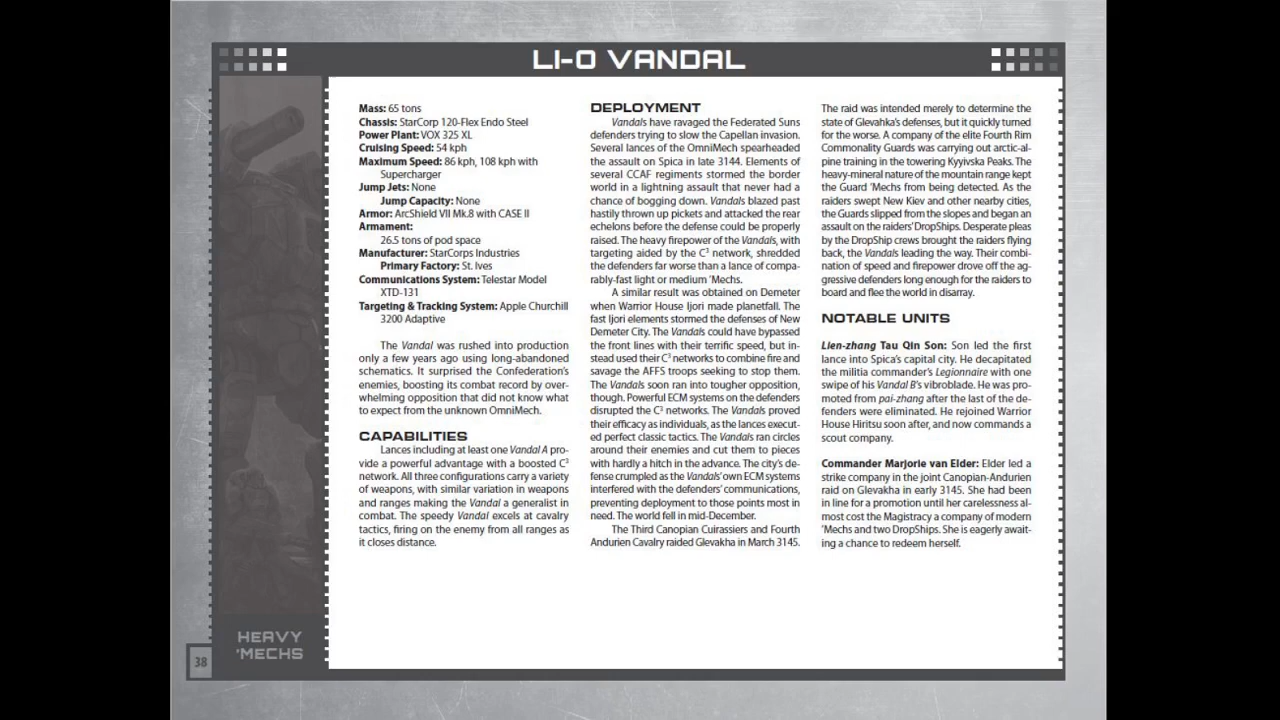 LI-O VANDAL
Mass: 65 tons
Chassis: StarCorp 120-Flex Endo Steel
Power Plant: VOX 325 XL
Cruising Speed: 54 kph
Maximum Speed: 86 kph, 108 kph with
Supercharger
Jump Jets: None
Jump Capacity: None
Armor: ArcShield VII Mk.8 with CASE II
Armament:
26.5 tons of pod space
Manufacturer: StarCorps Industries
Primary Factory: St. Ives
Communications System: Telestar Model
XTD-131
Targeting & Tracking System: Apple Churchill
3200 Adaptive
The Vandal was rushed into production
only a few years ago using long-abandoned
schematics. It surprised the Confederation's
enemies, boosting its combat record by over-
whelming opposition that did not know what
to expect from the unknown OmniMech.
CAPABILITIES
Lances including at least one Vandal A pro-
vide a powerful advantage with a boosted C³
network. All three configurations carry a variety
of weapons, with similar variation in weapons
and ranges making the Vandal a generalist in
combat. The speedy Vandal excels at cavalry
tactics, firing on the enemy from all ranges as
it closes distance.
DEPLOYMENT
Vandals have ravaged the Federated Suns
defenders trying to slow the Capellan invasion.
Several lances of the OmniMech spearheaded
the assault on Spica in late 3144. Elements of
several CCAF regiments stormed the border
world in a lightning assault that never had a
chance of bogging down. Vandals blazed past
hastily thrown up pickets and attacked the rear
echelons before the defense could be properly
raised. The heavy firepower of the Vandals, with
targeting aided by the C³ network, shredded
the defenders far worse than a lance of compa-
rably-fast light or medium 'Mechs.
A similar result was obtained on Demeter
when Warrior House Ijori made planetfall. The
fast Ijori elements stormed the defenses of New
Demeter City. The Vandals could have bypassed
the front lines with their terrific speed, but in-
stead used their C³ networks to combine fire and
savage the AFFS troops seeking to stop them.
The Vandals soon ran into tougher opposition,
though. Powerful ECM systems on the defenders
disrupted the C³ networks. The Vandals proved
their efficacy as individuals, as the lances execut-
ed perfect classic tactics. The Vandals ran circles
around their enemies and cut them to pieces
with hardly a hitch in the advance. The city's de-
fense crumpled as the Vandals' own ECM systems
interfered with the defenders' communications,
preventing deployment to those points most in
need. The world fell in mid-December.
The Third Canopian Cuirassiers and Fourth
Andurien Cavalry raided Glevakha in March 3145.
The raid was intended merely to determine the
state of Glevahka's defenses, but it quickly turned
for the worse. A company of the elite Fourth Rim
Commonality Guards was carrying out arctic-al-
pine training in the towering Kyyivska Peaks. The
heavy-mineral nature of the mountain range kept
the Guard 'Mechs from being detected. As the
raiders swept New Kiev and other nearby cities,
the Guards slipped from the slopes and began an
assault on the raiders' DropShips. Desperate pleas
by the DropShip crews brought the raiders flying
back, the Vandals leading the way. Their combi-
nation of speed and firepower drove off the ag-
gressive defenders long enough for the raiders to
board and flee the world in disarray.
NOTABLE UNITS
Lien-zhang Tau Qin Son: Son led the first
lance into Spica's capital city. He decapitated
the militia commander's Legionnaire with one
swipe of his Vandal B's vibroblade. He was pro-
moted from pai-zhang after the last of the de-
fenders were eliminated. He rejoined Warrior
House Hiritsu soon after, and now commands a
scout company.
Commander Marjorie van Elder: Elder led a
strike company in the joint Canopian-Andurien
raid on Glevakha in early 3145. She had been
in line for a promotion until her carelessness al-
most cost the Magistracy a company of modern
'Mechs and two DropShips. She is eagerly await-
ing a chance to redeem herself.
HEAVY
'MECHS
38